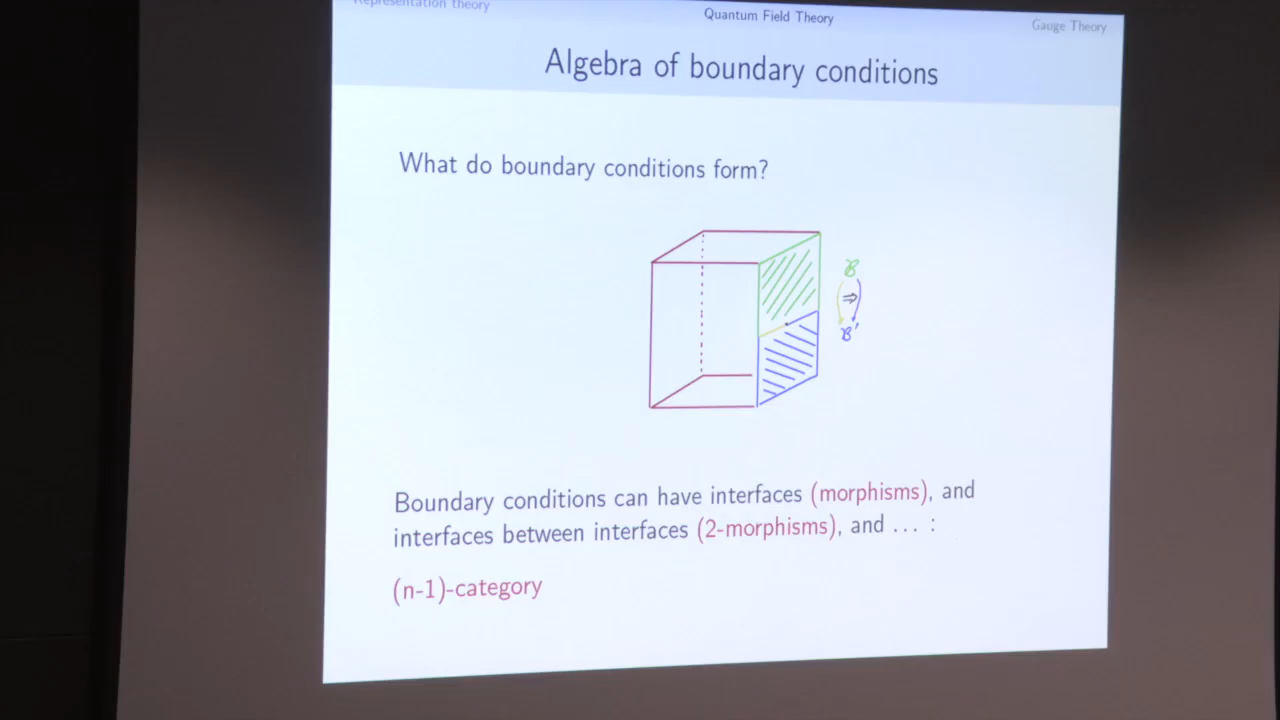 Representation theory
Quantum Field Theory
Gauge Theory
Algebra of boundary conditions
What do boundary conditions form?
B
⇒
B'
Boundary conditions can have interfaces (morphisms), and
interfaces between interfaces (2-morphisms), and ... :
(n-1)-category